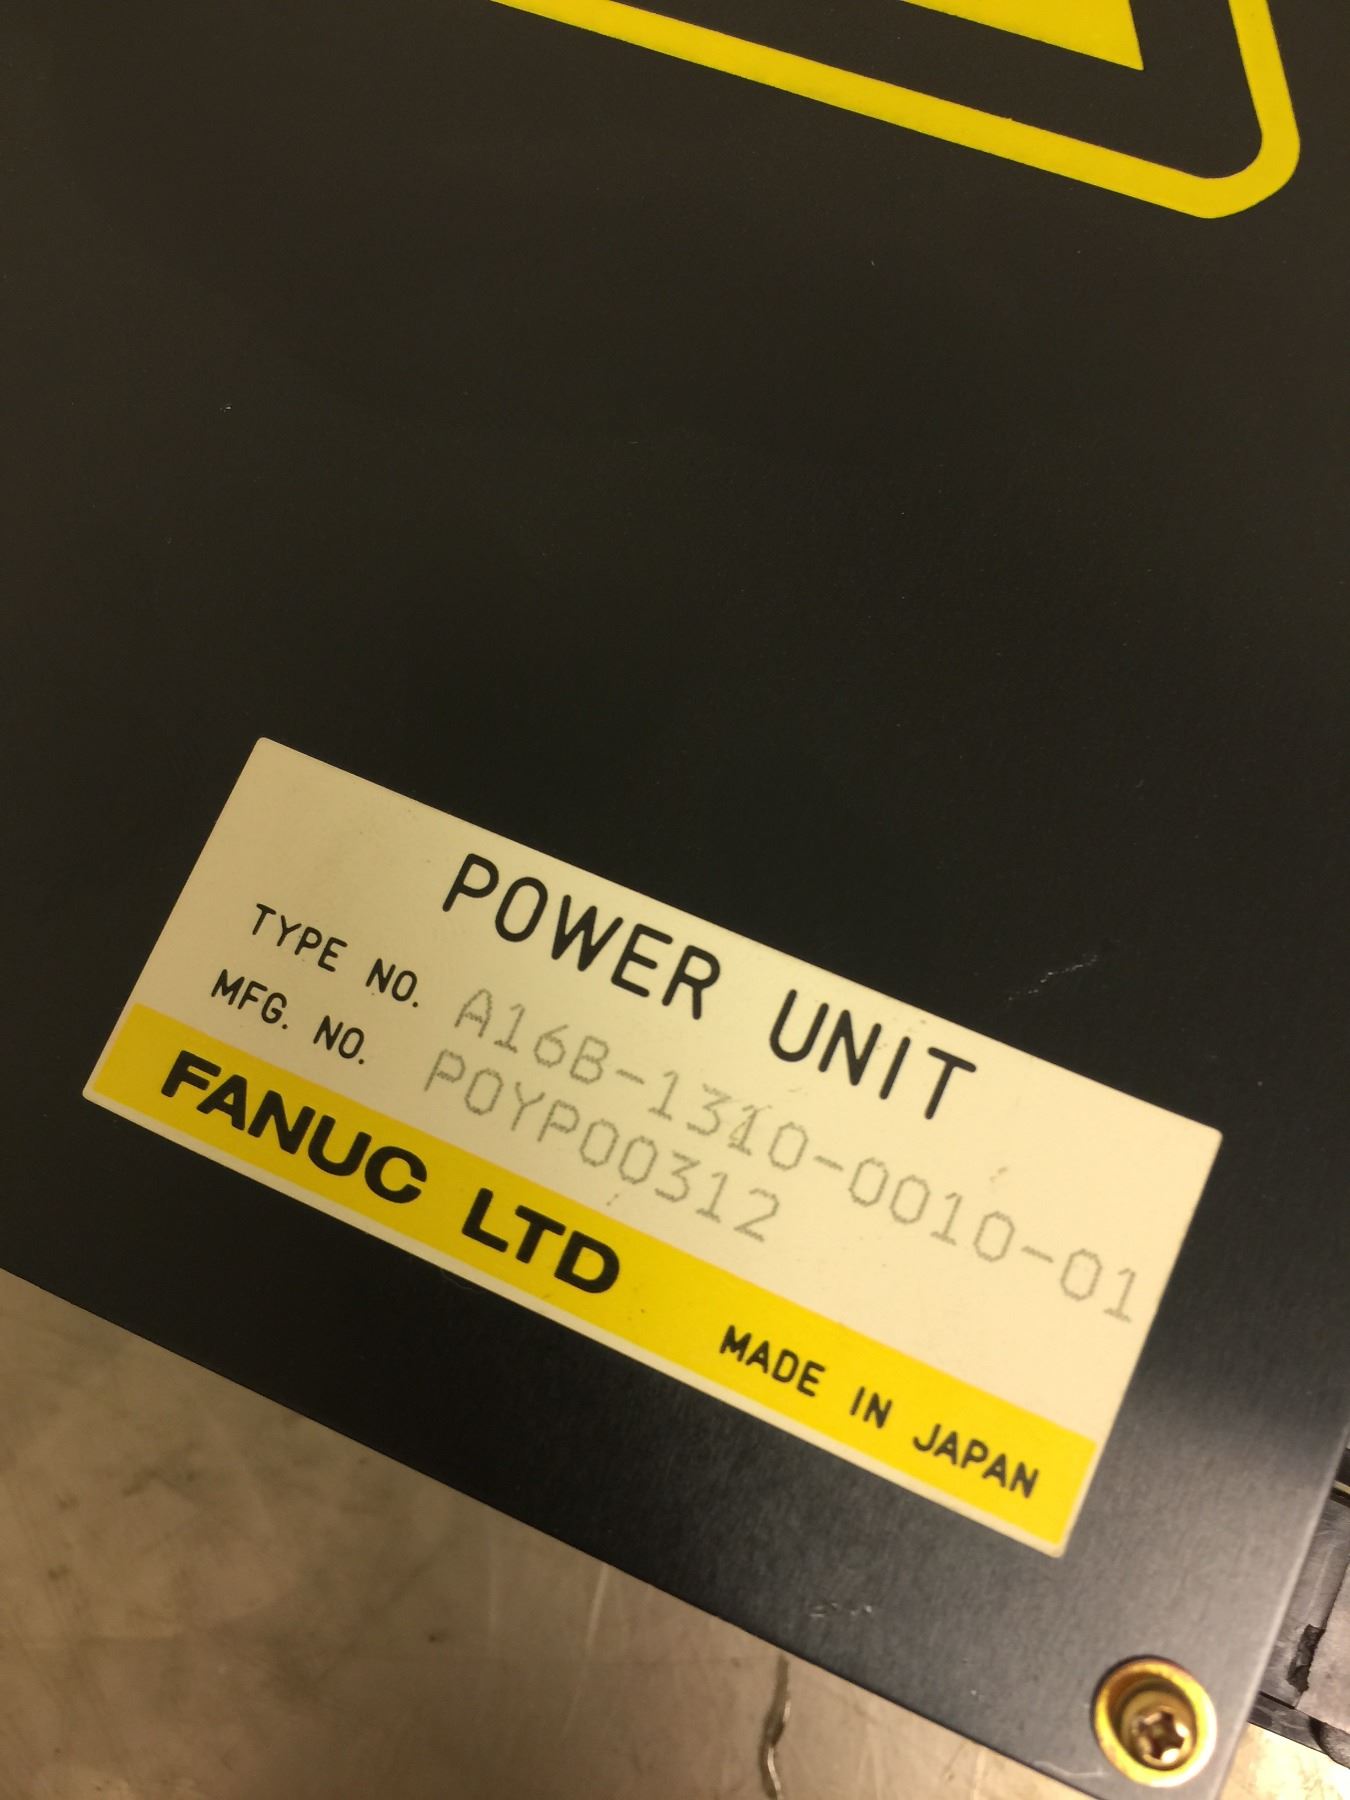 POWER UNIT
TYPE NO. A16B-1310-0010-01
MFG. NO. P0YP00312
FANUC LTD MADE IN JAPAN